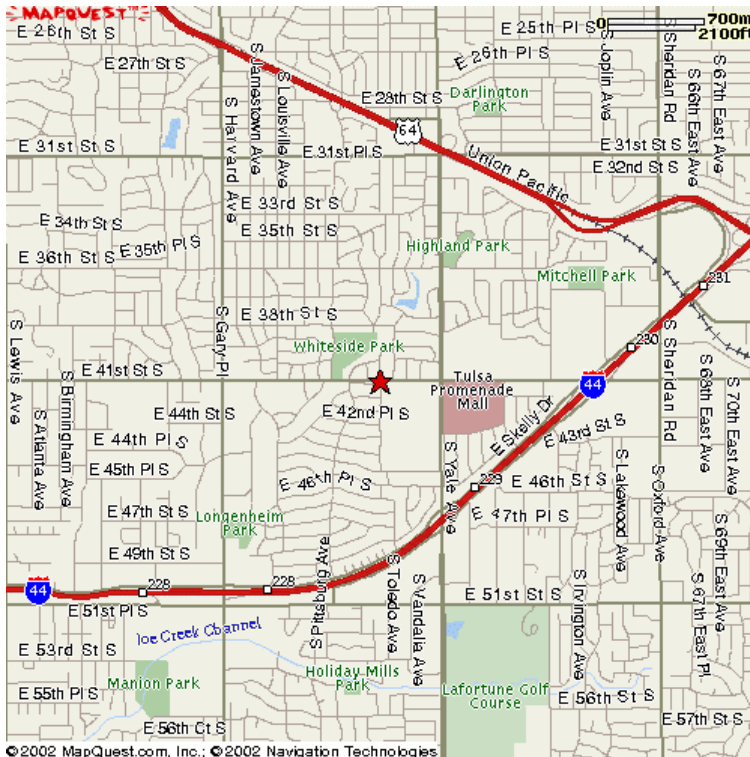 MAPQUEST
E 26th St S
E 25th Pl S
0 700m
2100ft
E 27th St S
E 26th Pl S
S Jamestown Ave
S Louisville Ave
S Harvard Ave
S Joplin Ave
S Sheridan Rd
S 66th East Ave
S 67th East Ave
E 28th St S
Darlington
Park
64
E 31st St S
E 31st Pl S
E 31st St S
Union Pacific
E 32nd St S
E 33rd St S
E 34th St S
E 35th Pl S
E 35th St S
E 36th St S
Highland Park
Mitchell Park
231
E 38th St S
S Lewis Ave
S Gary Pl
Whiteside Park
230
S Sheridan Rd
E 41st St S
S Birmingham Ave
S Atlanta Ave
Tulsa
Promenade
Mall
44
S 68th East Ave
S 70th East Ave
E 44th St S
E 42nd Pl S
E Skelly Dr
E 43rd St S
E 44th Pl S
E 45th Pl S
S Yale Ave
E 46th Pl S
229
E 46th St S
S Lakewood Ave
S Oxford Ave
E 47th St S
Longenheim
Park
E 47th Pl S
E 49th St S
S Pittsburg Ave
S Toledo Ave
S Vandalia Ave
S 69th East Ave
44
228
228
E 51st Pl S
E 51st St S
S Irvington Ave
S 67th East Pl
Joe Creek Channel
E 53rd St S
Manion Park
Holiday Mills
Park
Lafortune Golf
Course
E 55th Pl S
E 56th St S
E 56th Ct S
E 57th St S
©2002 MapQuest.com, Inc.; ©2002 Navigation Technologies